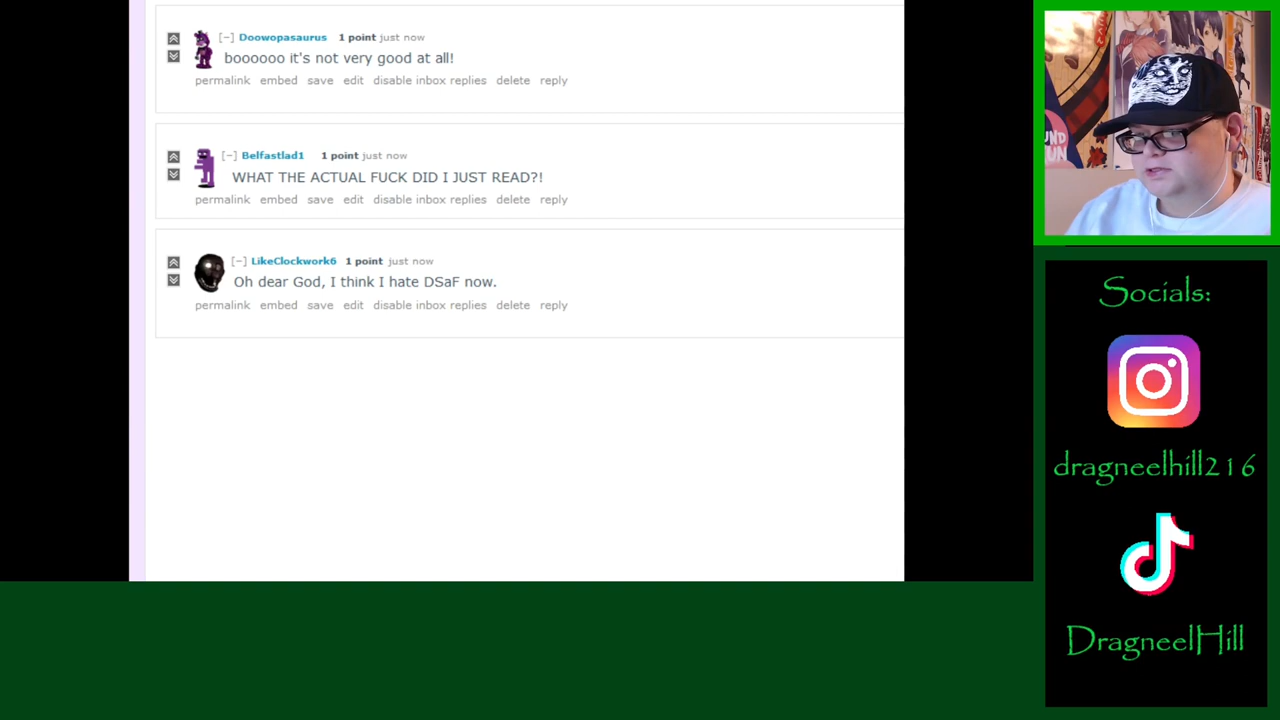 [−] Doowopasaurus 1 point just now
boooooo it's not very good at all!
permalink embed save edit disable inbox replies delete reply
[−] Belfastlad1 1 point just now
WHAT THE ACTUAL FUCK DID I JUST READ?!
permalink embed save edit disable inbox replies delete reply
[−] LikeClockwork6 1 point just now
Oh dear God, I think I hate DSaF now.
permalink embed save edit disable inbox replies delete reply
Socials:
dragneelhill216
DragneelHill